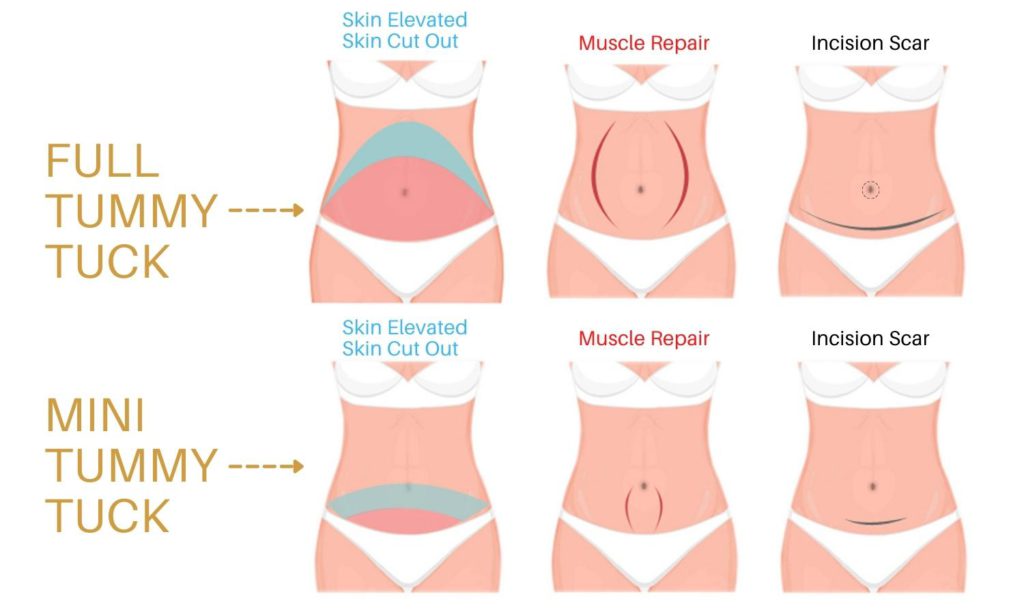 Skin Elevated
Skin Cut Out
Muscle Repair
Incision Scar
FULL
TUMMY
TUCK
Skin Elevated
Skin Cut Out
Muscle Repair
Incision Scar
MINI
TUMMY
TUCK